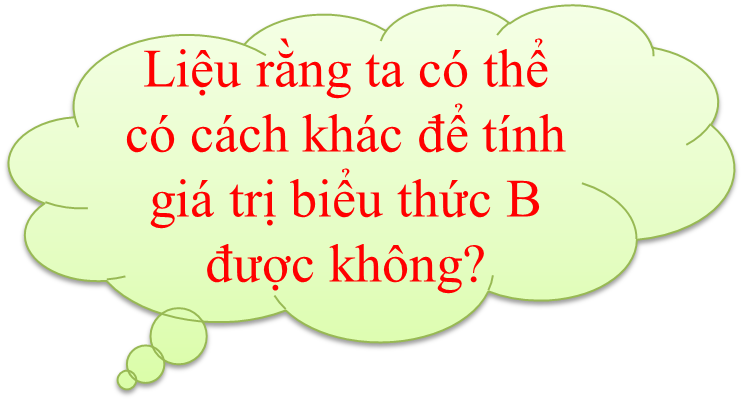 Liệu rằng ta có thể
có cách khác để tính
giá trị biểu thức B
được không?